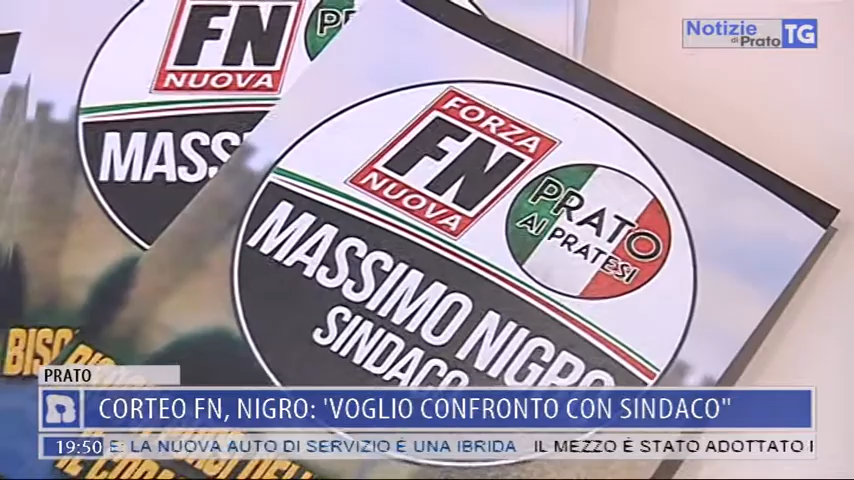 Notizie
di Prato
TG
FN
NUOVA
MASS
FORZA
FN
NUOVA
PRATO
AI PRATESI
MASSIMO NIGRO
SINDACO
PRATO
CORTEO FN, NIGRO: 'VOGLIO CONFRONTO CON SINDACO"
19:50
E: LA NUOVA AUTO DI SERVIZIO È UNA IBRIDA IL MEZZO È STATO ADOTTATO